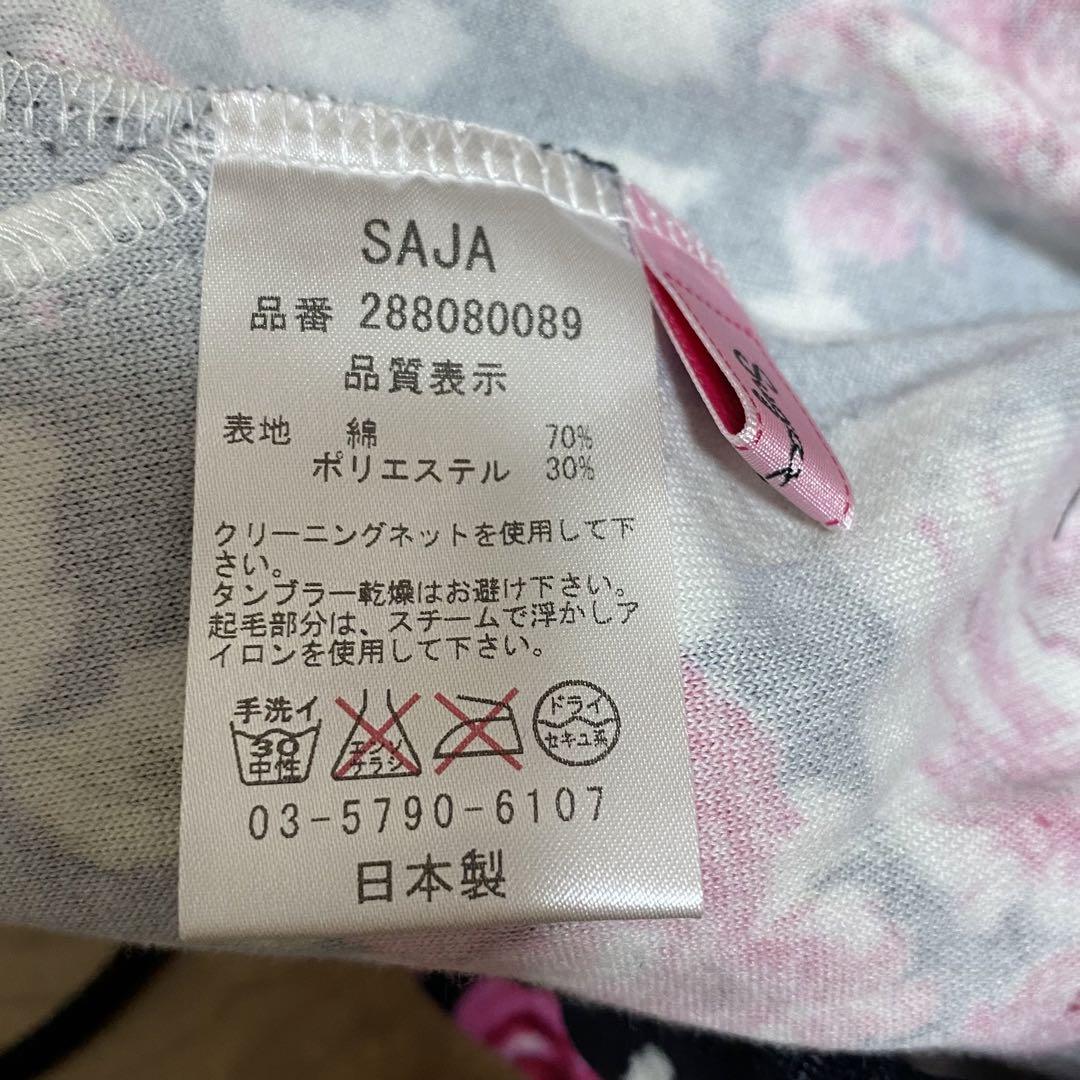 SAJA
品番 288080089
品質表示
表地 綿 70%
ポリエステル 30%
クリーニングネットを使用して下
さい。
タンブラー乾燥はお避け下さい。
起毛部分は、スチームで浮かしア
イロンを使用して下さい。
手洗イ
30
中性
エンソ
サラシ
ドライ
セキユ系
03-5790-6107
日本製